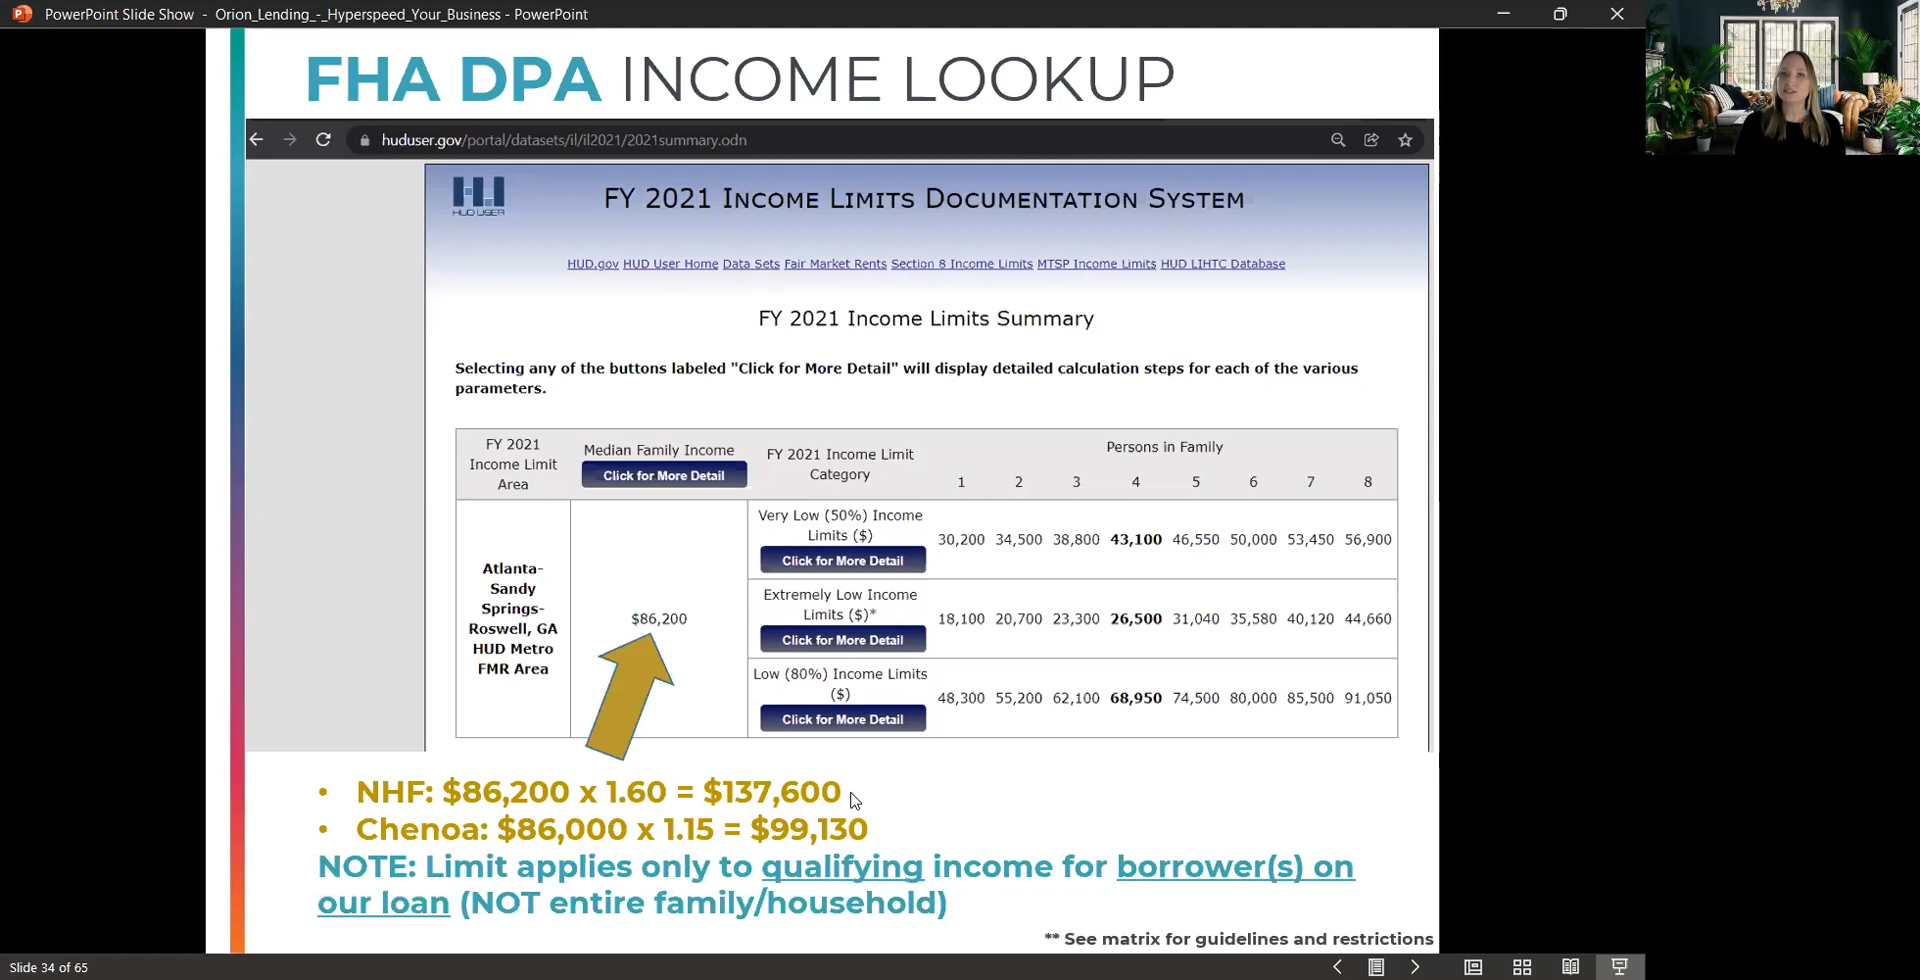 PowerPoint Slide Show - Orion_Lending_-_Hyperspeed_Your_Business - PowerPoint
FHA DPA INCOME LOOKUP
huduser.gov/portal/datasets/il/il2021/2021summary.odn
HUD USER
FY 2021 Income Limits Documentation System
HUD.gov HUD User Home Data Sets Fair Market Rents Section 8 Income Limits MTSP Income Limits HUD LIHTC Database
FY 2021 Income Limits Summary
Selecting any of the buttons labeled "Click for More Detail" will display detailed calculation steps for each of the various
parameters.
FY 2021
Income Limit
Area
Median Family Income
Click for More Detail
FY 2021 Income Limit
Category
Persons in Family
1 2 3 4 5 6 7 8
Atlanta-
Sandy
Springs-
Roswell, GA
HUD Metro
FMR Area
$86,200
Very Low (50%) Income
Limits ($)
Click for More Detail
30,200 34,500 38,800 43,100 46,550 50,000 53,450 56,900
Extremely Low Income
Limits ($)*
Click for More Detail
18,100 20,700 23,300 26,500 31,040 35,580 40,120 44,660
Low (80%) Income Limits
($)
Click for More Detail
48,300 55,200 62,100 68,950 74,500 80,000 85,500 91,050
• NHF: $86,200 x 1.60 = $137,600
• Chenoa: $86,000 x 1.15 = $99,130
NOTE: Limit applies only to qualifying income for borrower(s) on
our loan (NOT entire family/household)
** See matrix for guidelines and restrictions
Slide 34 of 65